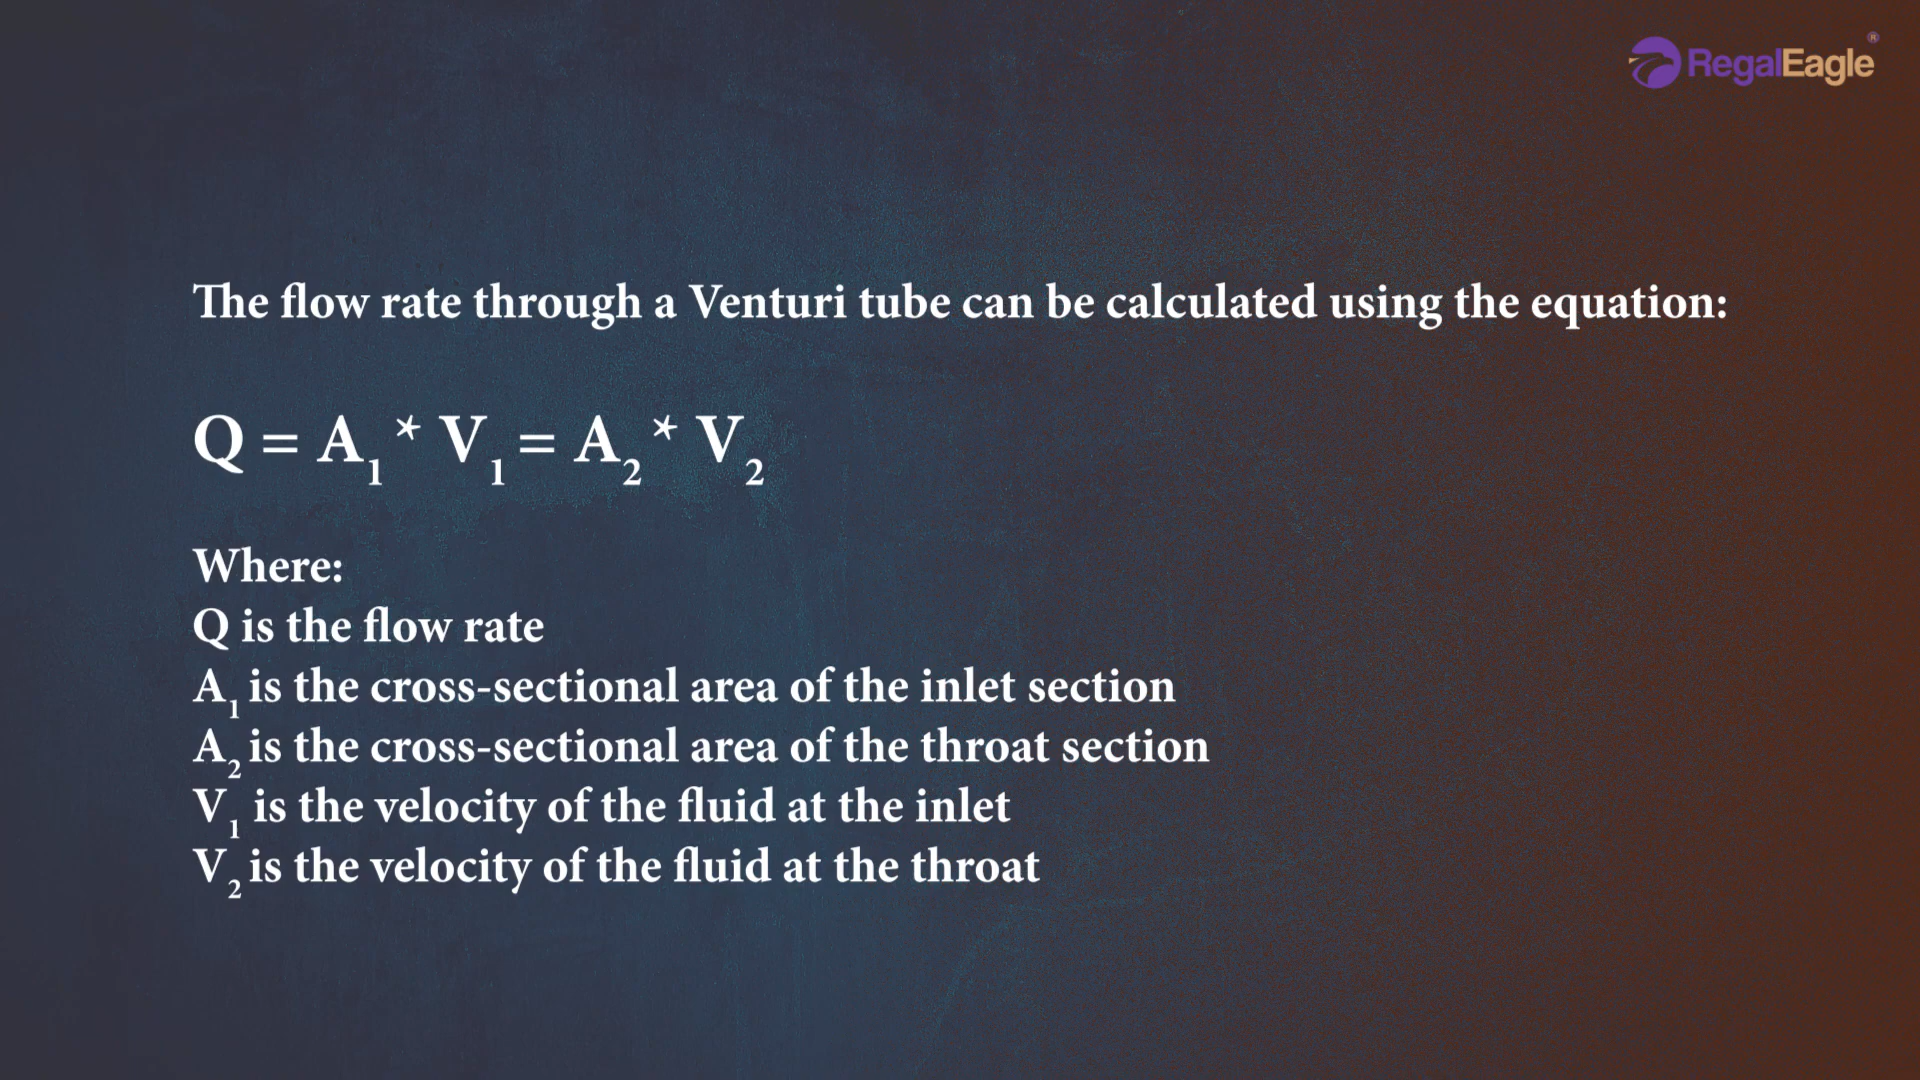 RegalEagle®
The flow rate through a Venturi tube can be calculated using the equation:
Q = A₁ * V₁ = A₂ * V₂
Where:
Q is the flow rate
A₁ is the cross-sectional area of the inlet section
A₂ is the cross-sectional area of the throat section
V₁ is the velocity of the fluid at the inlet
V₂ is the velocity of the fluid at the throat